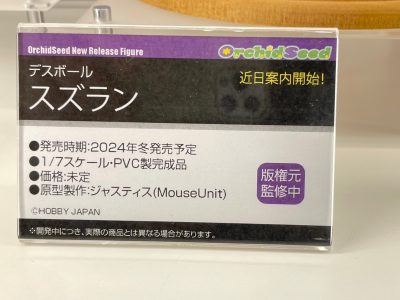 OrchidSeed New Release Figure
OrchidSeed
デスボール
近日案内開始!
スズラン
●発売時期:2024年冬発売予定
●1/7スケール・PVC製完成品
●価格:未定
●原型製作:ジャスティス(MouseUnit)
版権元
監修中
©HOBBY JAPAN
※開発中につき、実際の商品とは異なる場合があります。